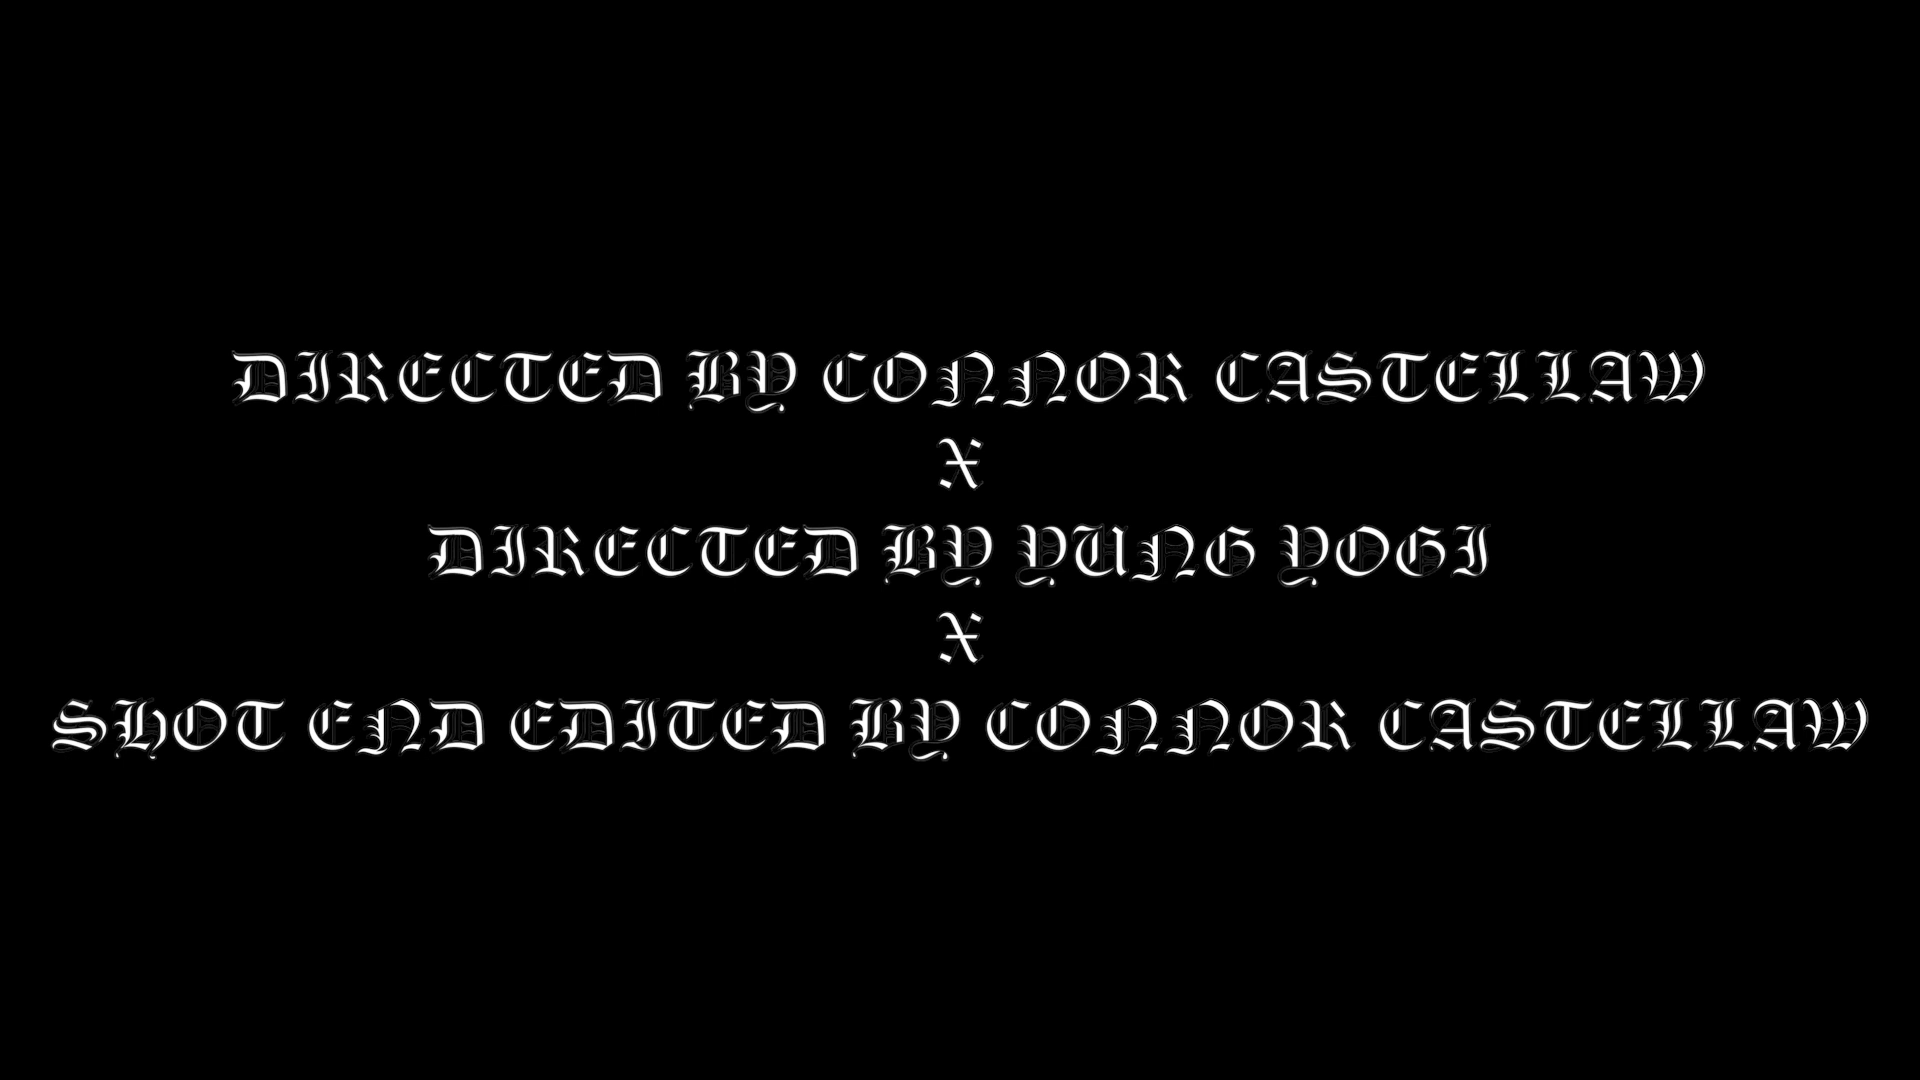 DIRECTED BY CONNOR CASTELLAW
X
DIRECTED BY YUNG YOGI
X
SHOT END EDITED BY CONNOR CASTELLAW